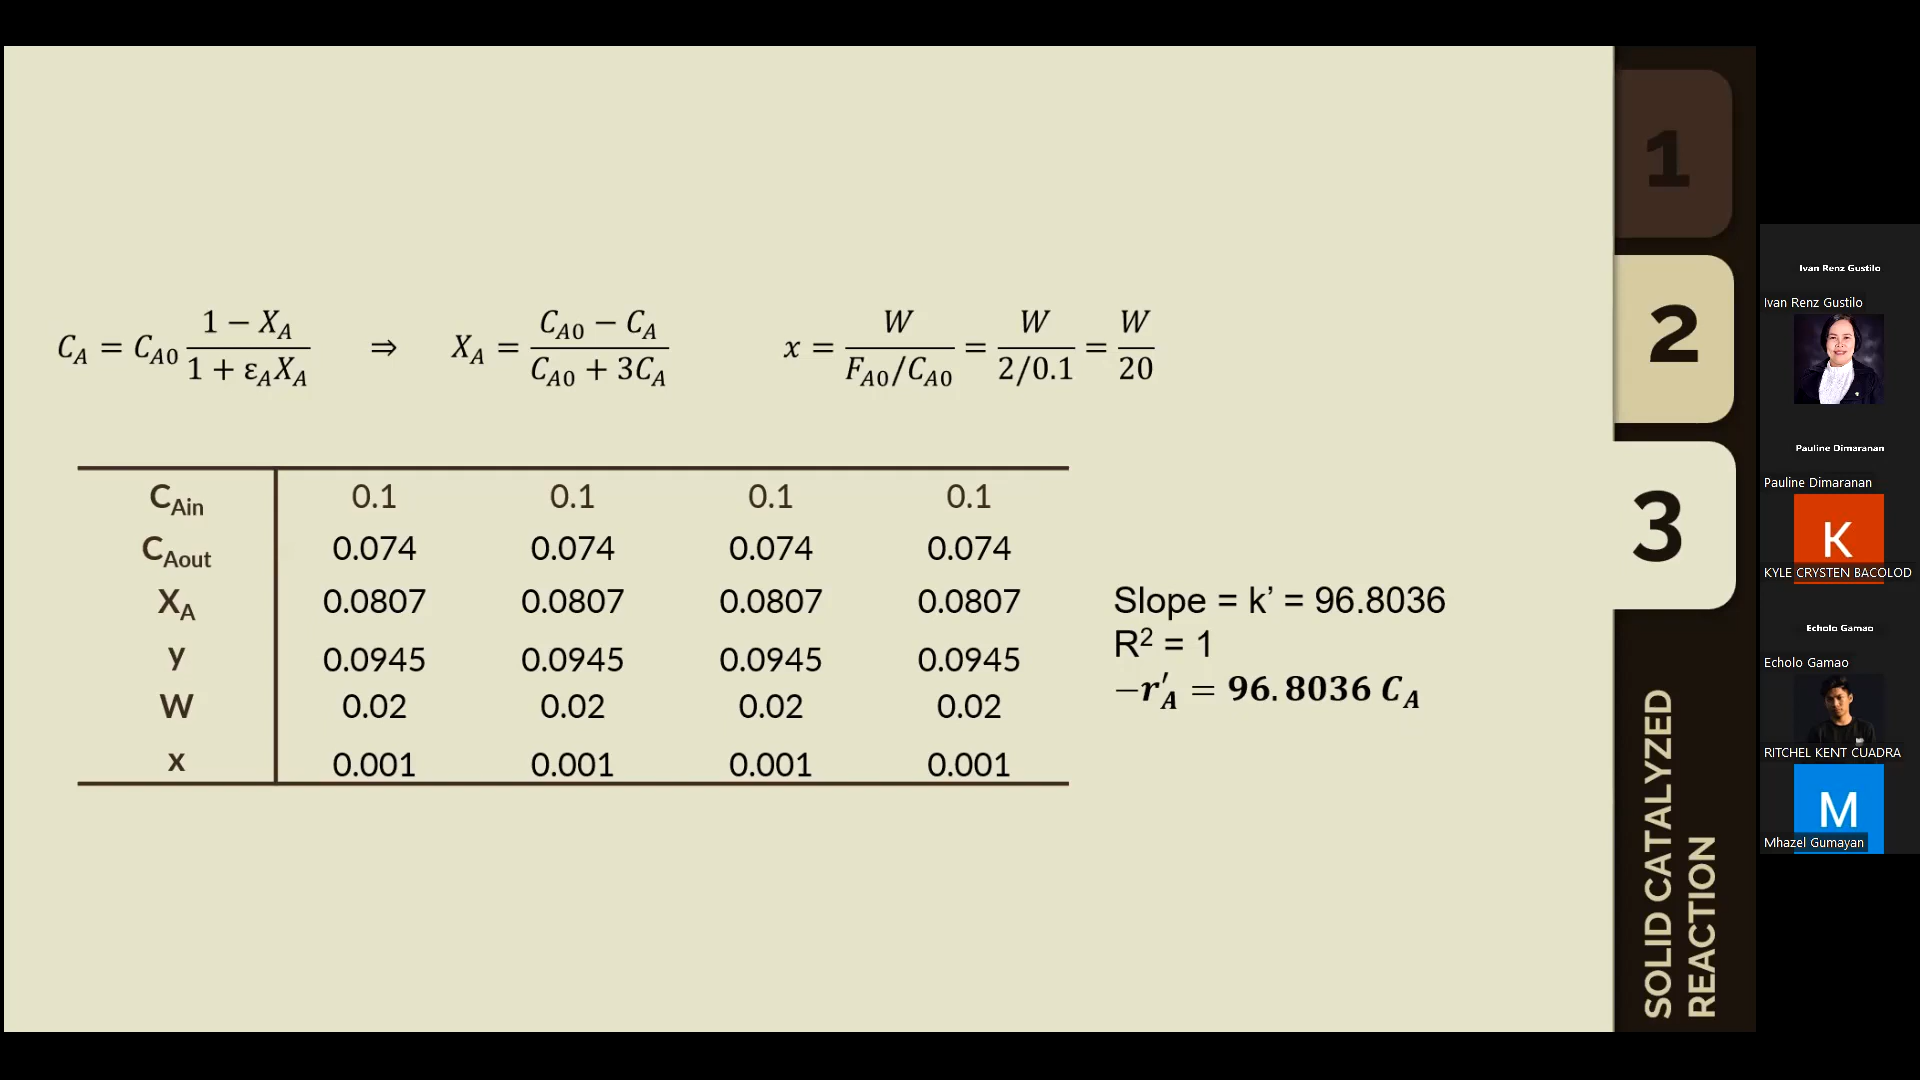 C_A = C_A0 (1 − X_A)/(1 + ε_A X_A) ⇒ X_A = (C_A0 − C_A)/(C_A0 + 3C_A) x = W/(F_A0/C_A0) = W/(2/0.1) = W/20
C_Ain 0.1 0.1 0.1 0.1
C_Aout 0.074 0.074 0.074 0.074
X_A 0.0807 0.0807 0.0807 0.0807
y 0.0945 0.0945 0.0945 0.0945
W 0.02 0.02 0.02 0.02
x 0.001 0.001 0.001 0.001
Slope = k’ = 96.8036
R² = 1
−r′_A = 96.8036 C_A
1
2
3
SOLID CATALYZED
REACTION
Ivan Renz Gustilo
Ivan Renz Gustilo
Pauline Dimaranan
Pauline Dimaranan
K
KYLE CRYSTEN BACOLOD
Echolo Gamao
Echolo Gamao
RITCHEL KENT CUADRA
M
Mhazel Gumayan